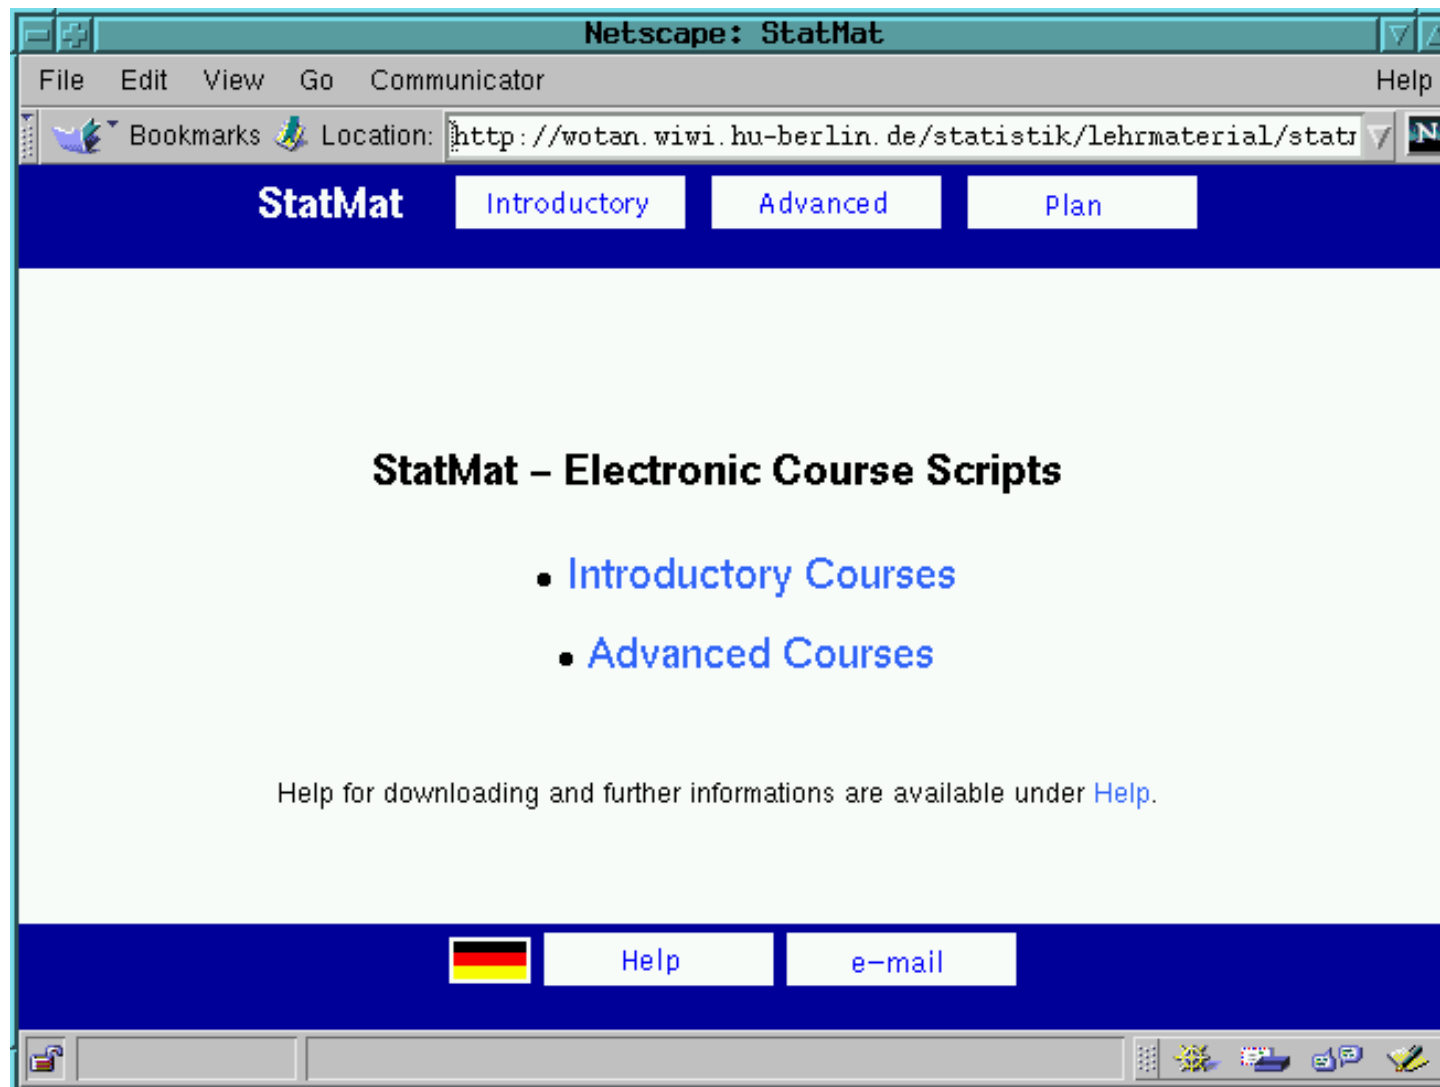 Netscape: StatMat
File Edit View Go Communicator Help
Bookmarks Location: http://wotan.wiwi.hu-berlin.de/statistik/lehrmaterial/stat
StatMat Introductory Advanced Plan
StatMat – Electronic Course Scripts
• Introductory Courses
• Advanced Courses
Help for downloading and further informations are available under Help.
Help e-mail